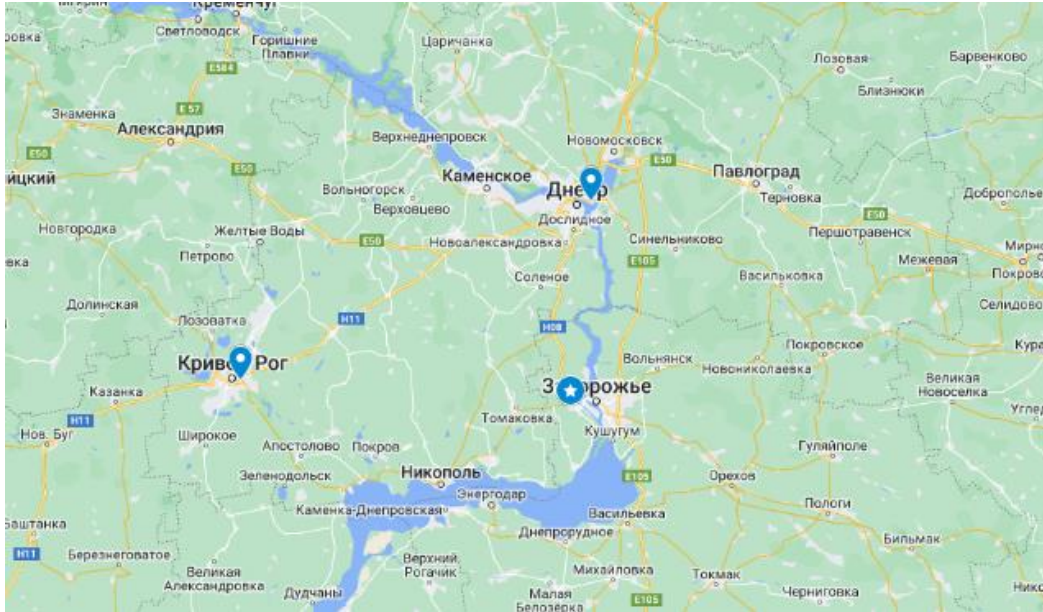 Кременчуг
Светловодск
Горишние
Плавни
Царичанка
Лозовая
Барвенково
Близнюки
E584
E 57
Знаменка
Александрия
E50
Верхнеднепровск
Новомосковск
E50
Каменское
Днепр
Павлоград
Терновка
Доброполье
E50
Вольногорск
Верховцево
Дослидное
E50
Першотравенск
Новгородка
Желтые Воды
E50
Новоалександровка
Синельниково
Петрово
Соленое
E105
Васильковка
Межевая
Долинская
Лозоватка
H11
H08
Селидово
Покровское
Кривой Рог
Вольнянск
Новониколаевка
Казанка
Запорожье
Великая
Новоселка
H11
Томаковка
Кушугум
Нов. Буг
Широкое
Апостолово
Покров
Гуляйполе
Зеленодольск
Никополь
E105
Орехов
Энергодар
Каменка-Днепровская
Васильевка
Пологи
Баштанка
Днепрорудное
Бильмак
H11
Березнеговатое
Верхний
Рогачик
Михайловка
Токмак
Великая
Александровка
Дудчаны
Малая
Белозёрка
Черниговка